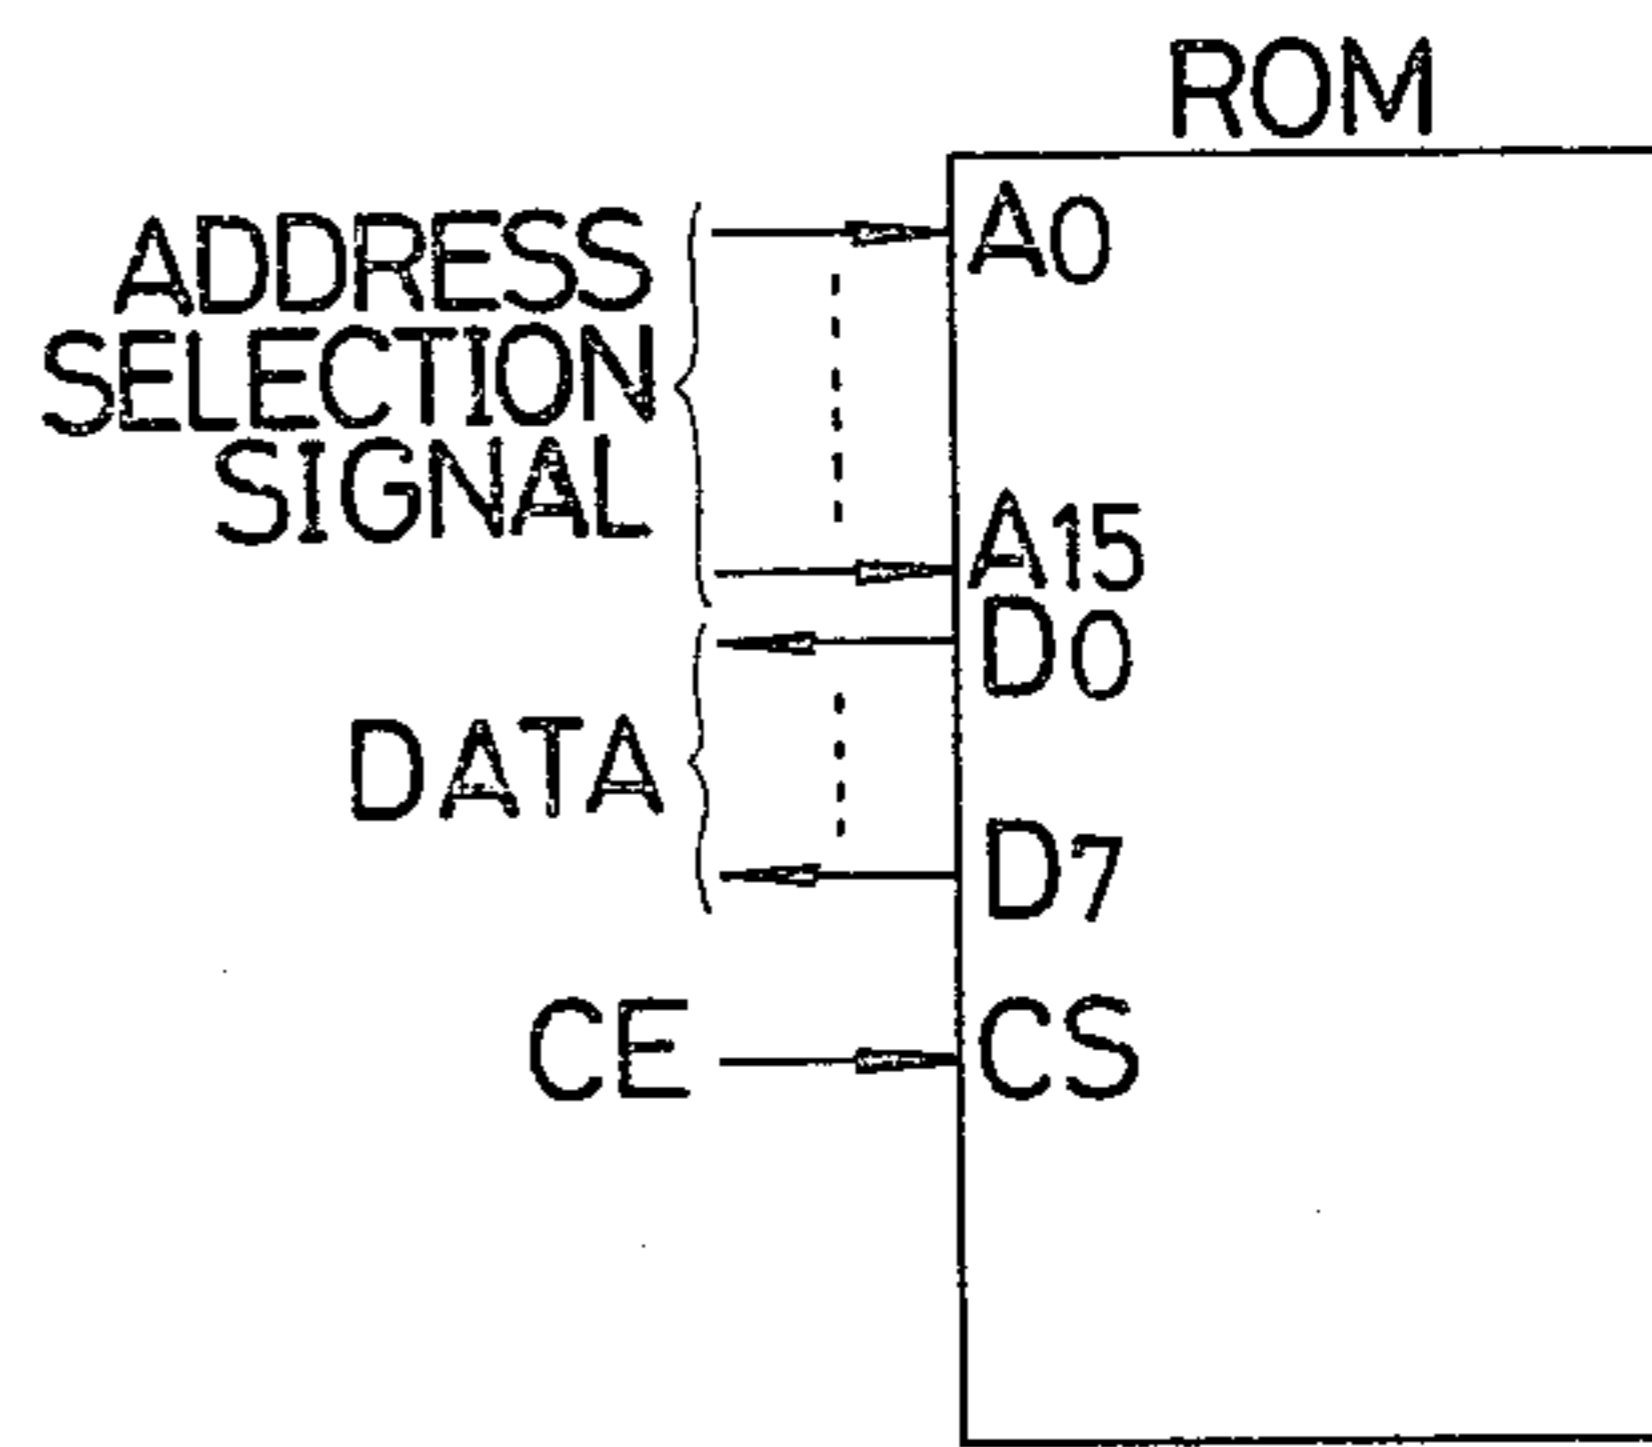 ROM
ADDRESS
SELECTION
SIGNAL
A0
A15
DATA
D0
D7
CE
CS